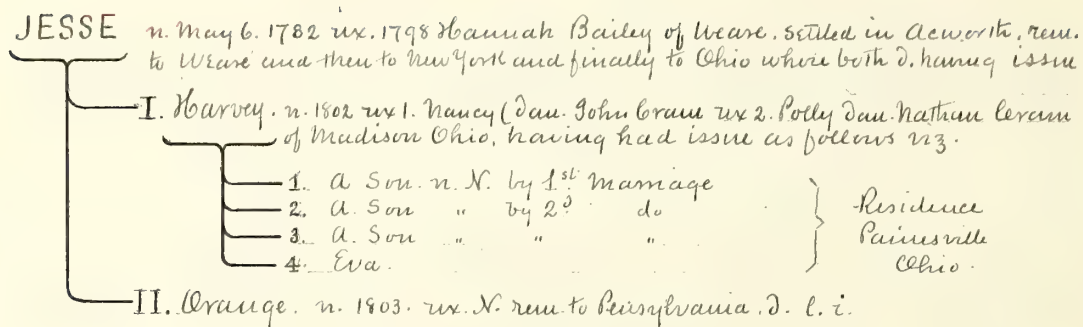 JESSE n. May 6. 1782 ux. 1798 Hannah Bailey of Weare. Settled in Acworth, rem.
to Weare and then to New York and finally to Ohio where both d. having issue
I. Harvey. n. 1802 ux 1. Nancy (dau. John Crane ux 2. Polly dau. Nathan Cram
of Madison Ohio, having had issue as follows viz.
1. A Son. n. N. by 1st Marriage
2. A. Son " by 2d do
3. A. Son " " "
4. Eva.
Residence
Painesville
Ohio.
II. Orange. n. 1803. ux. N. rem. to Pensylvania. d. l. i.